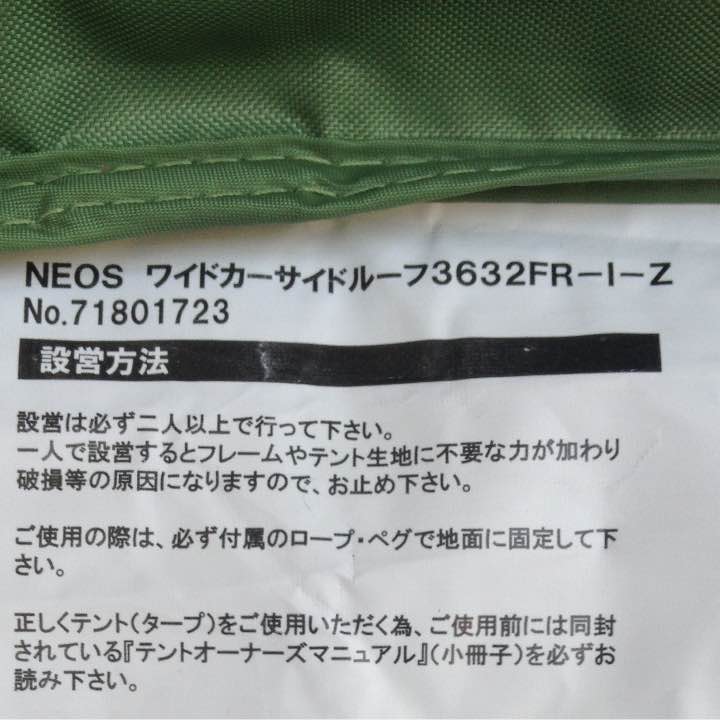 NEOS ワイドカーサイドルーフ3632FR－I－Z
No.71801723
設営方法
設営は必ず二人以上で行って下さい。
一人で設営するとフレームやテント生地に不要な力が加わり
破損等の原因になりますので、お止め下さい。
ご使用の際は、必ず付属のロープ・ペグで地面に固定して下
さい。
正しくテント（タープ）をご使用いただく為、ご使用前には同封
されている『テントオーナーズマニュアル』（小冊子）を必ずお
読み下さい。